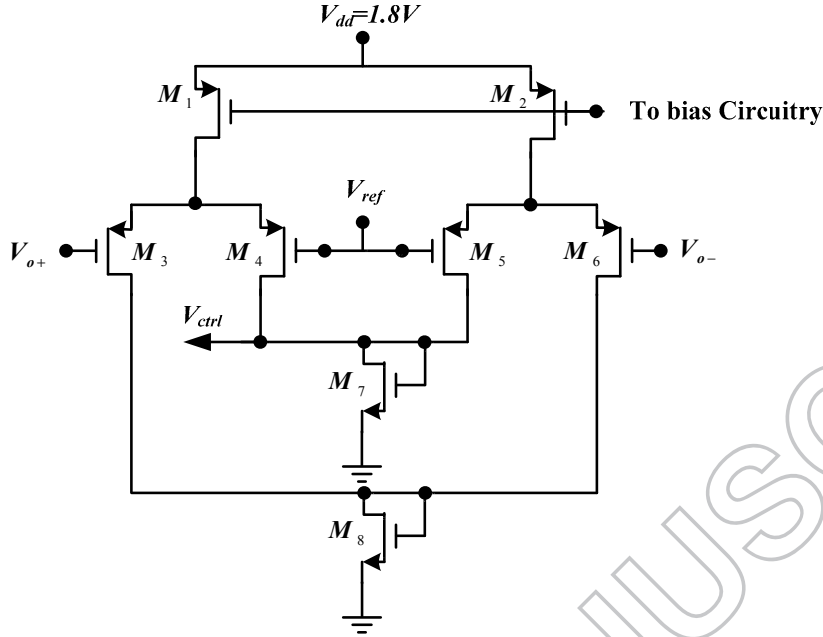 V_dd=1.8V
M_1
M_2
To bias Circuitry
V_ref
V_o+
M_3
M_4
M_5
M_6
V_o−
V_ctrl
M_7
M_8